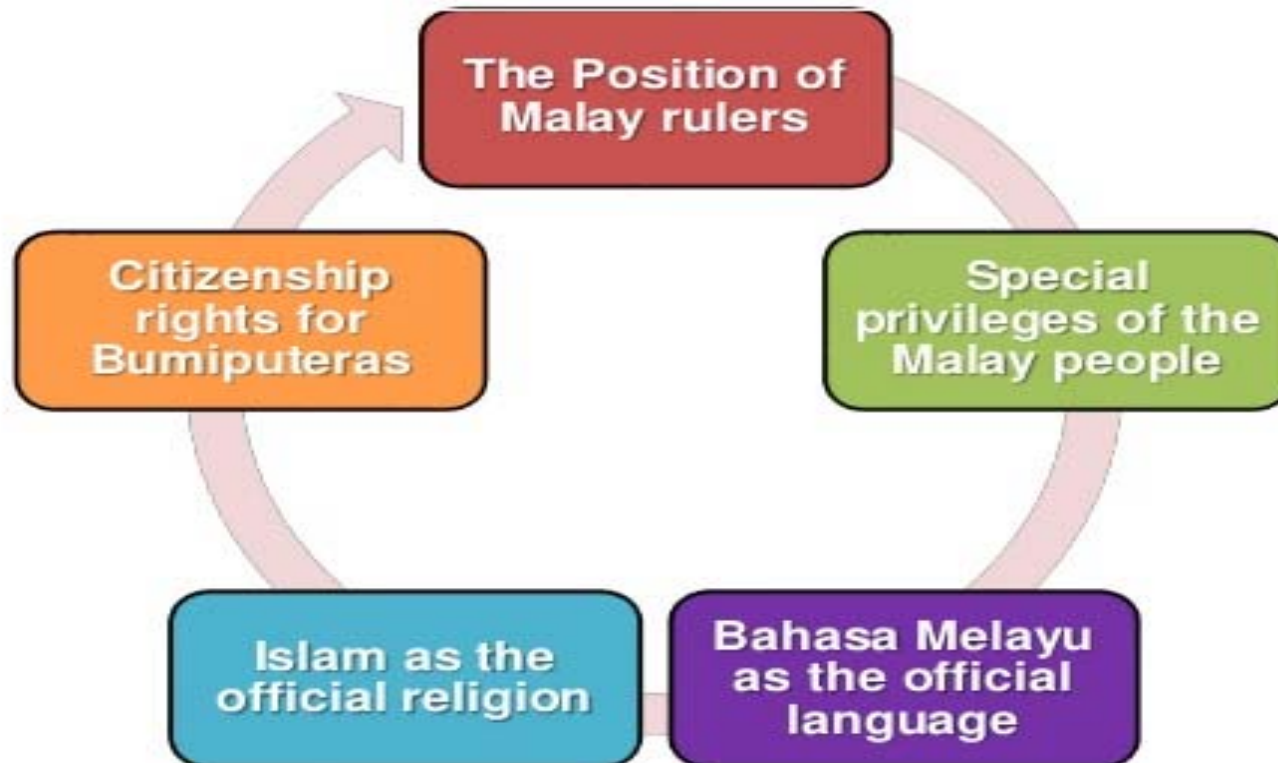 The Position of
Malay rulers
Special
privileges of the
Malay people
Bahasa Melayu
as the official
language
Islam as the
official religion
Citizenship
rights for
Bumiputeras